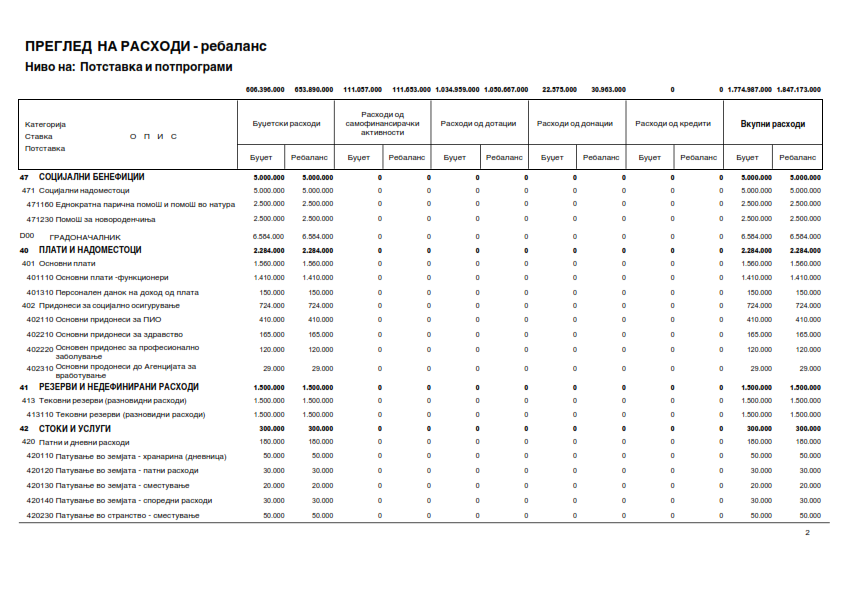 ПРЕГЛЕД НА РАСХОДИ - ребаланс
Ниво на: Потставка и потпрограми
606.396.000 653.890.000 111.057.000 111.653.000 1.034.959.000 1.050.667.000 22.575.000 30.963.000 0 0 1.774.987.000 1.847.173.000
Категорија
Ставка О П И С
Потставка
Буџетски расходи
Расходи од самофинансирачки активности
Расходи од дотации
Расходи од донации
Расходи од кредити
Вкупни расходи
Буџет Ребаланс Буџет Ребаланс Буџет Ребаланс Буџет Ребаланс Буџет Ребаланс Буџет Ребаланс
47 СОЦИЈАЛНИ БЕНЕФИЦИИ 5.000.000 5.000.000 0 0 0 0 0 0 0 0 5.000.000 5.000.000
471 Социјални надоместоци 5.000.000 5.000.000 0 0 0 0 0 0 0 0 5.000.000 5.000.000
471160 Еднократна парична помоШ и помоШ во натура 2.500.000 2.500.000 0 0 0 0 0 0 0 0 2.500.000 2.500.000
471230 ПомоШ за новороденчиња 2.500.000 2.500.000 0 0 0 0 0 0 0 0 2.500.000 2.500.000
D00 ГРАДОНАЧАЛНИК 6.584.000 6.584.000 0 0 0 0 0 0 0 0 6.584.000 6.584.000
40 ПЛАТИ И НАДОМЕСТОЦИ 2.284.000 2.284.000 0 0 0 0 0 0 0 0 2.284.000 2.284.000
401 Основни плати 1.560.000 1.560.000 0 0 0 0 0 0 0 0 1.560.000 1.560.000
401110 Основни плати -функционери 1.410.000 1.410.000 0 0 0 0 0 0 0 0 1.410.000 1.410.000
401310 Персонален данок на доход од плата 150.000 150.000 0 0 0 0 0 0 0 0 150.000 150.000
402 Придонеси за социјално осигурување 724.000 724.000 0 0 0 0 0 0 0 0 724.000 724.000
402110 Основни придонеси за ПИО 410.000 410.000 0 0 0 0 0 0 0 0 410.000 410.000
402210 Основни придонеси за здравство 165.000 165.000 0 0 0 0 0 0 0 0 165.000 165.000
402220 Основен придонес за професионално 120.000 120.000 0 0 0 0 0 0 0 0 120.000 120.000
заболување
402310 Основни продонеси до Агенцијата за 29.000 29.000 0 0 0 0 0 0 0 0 29.000 29.000
вработување
41 РЕЗЕРВИ И НЕДЕФИНИРАНИ РАСХОДИ 1.500.000 1.500.000 0 0 0 0 0 0 0 0 1.500.000 1.500.000
413 Тековни резерви (разновидни расходи) 1.500.000 1.500.000 0 0 0 0 0 0 0 0 1.500.000 1.500.000
413110 Тековни резерви (разновидни расходи) 1.500.000 1.500.000 0 0 0 0 0 0 0 0 1.500.000 1.500.000
42 СТОКИ И УСЛУГИ 300.000 300.000 0 0 0 0 0 0 0 0 300.000 300.000
420 Патни и дневни расходи 180.000 180.000 0 0 0 0 0 0 0 0 180.000 180.000
420110 Патување во земјата - хранарина (дневница) 50.000 50.000 0 0 0 0 0 0 0 0 50.000 50.000
420120 Патување во земјата - патни расходи 30.000 30.000 0 0 0 0 0 0 0 0 30.000 30.000
420130 Патување во земјата - сместување 20.000 20.000 0 0 0 0 0 0 0 0 20.000 20.000
420140 Патување во земјата - споредни расходи 30.000 30.000 0 0 0 0 0 0 0 0 30.000 30.000
420230 Патување во странство - сместување 50.000 50.000 0 0 0 0 0 0 0 0 50.000 50.000
2